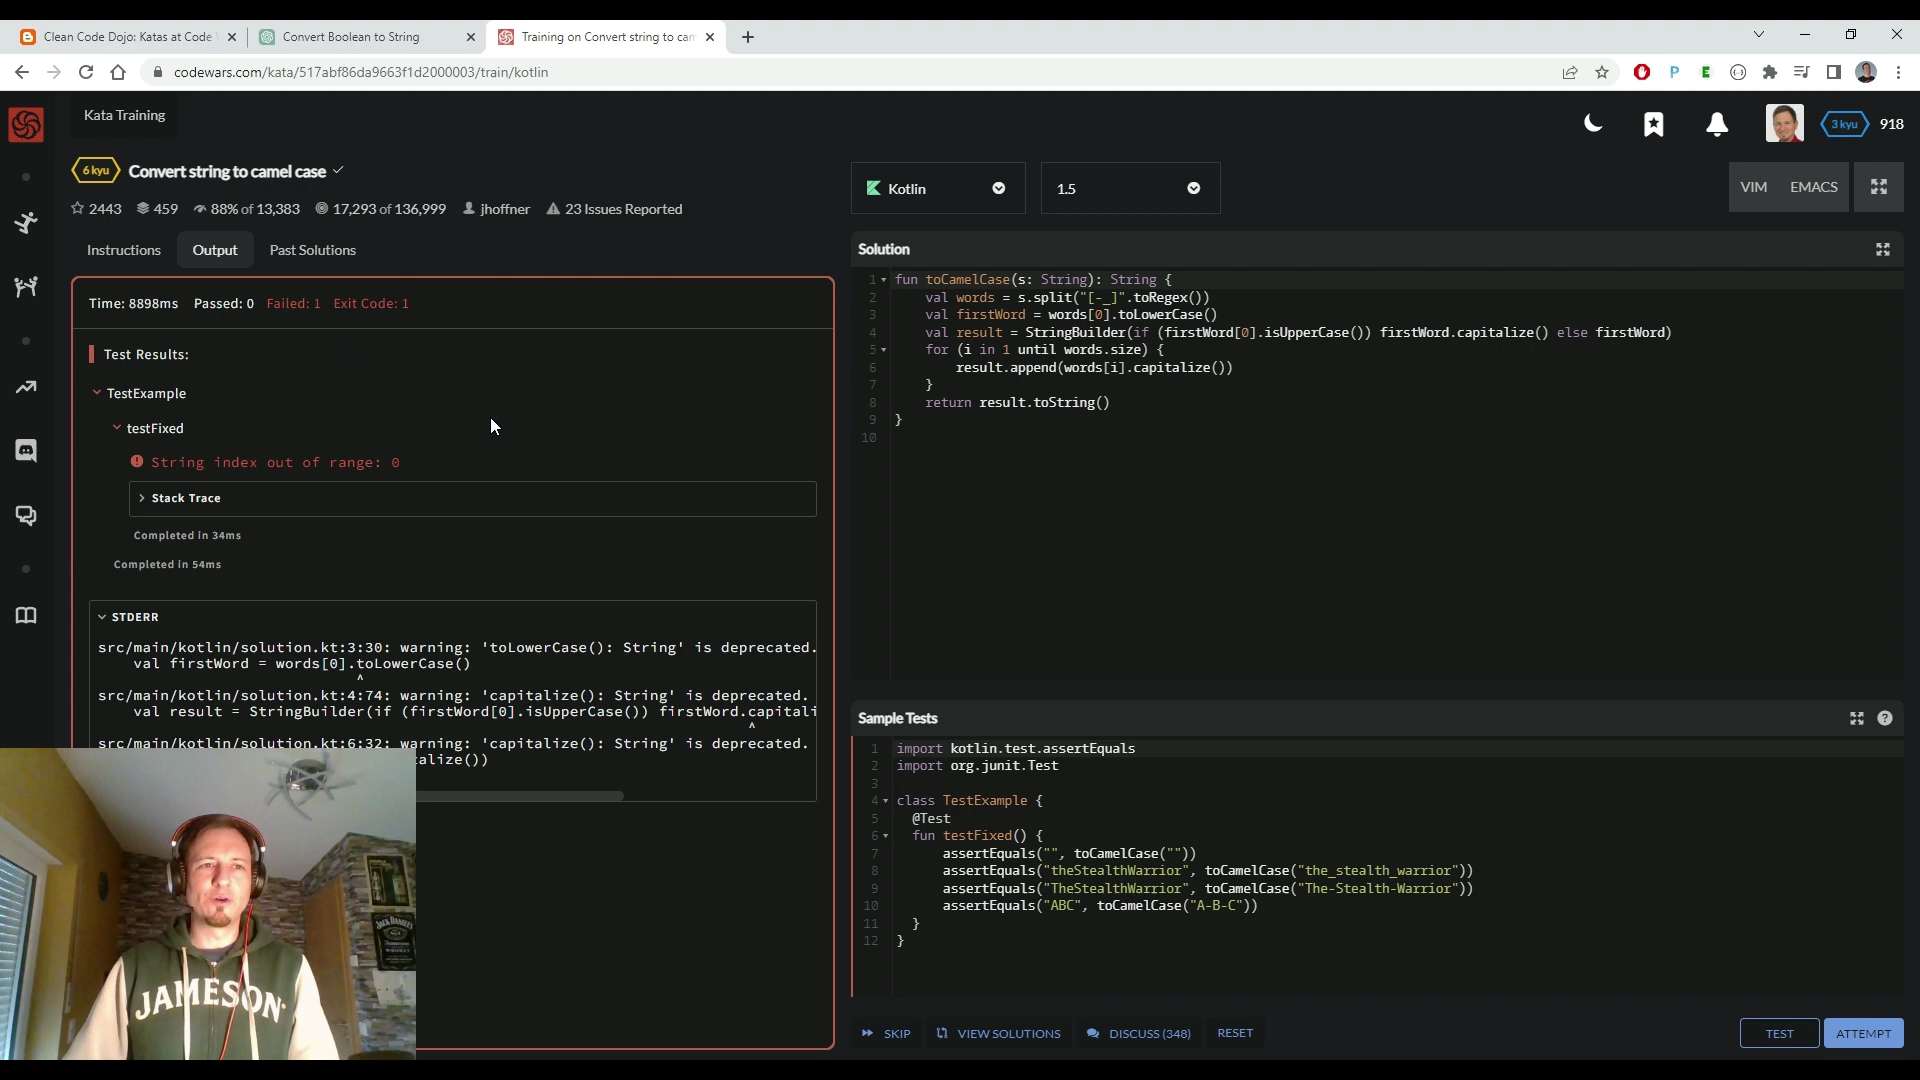 Clean Code Dojo: Katas at Code
Convert Boolean to String
Training on Convert string to cam
codewars.com/kata/517abf86da9663f1d2000003/train/kotlin
Kata Training
3 kyu
918
6 kyu
Convert string to camel case
2443
459
88% of 13,383
17,293 of 136,999
jhoffner
23 Issues Reported
Kotlin
1.5
VIM
EMACS
Instructions
Output
Past Solutions
Time: 8898ms Passed: 0 Failed: 1 Exit Code: 1
Test Results:
TestExample
testFixed
String index out of range: 0
Stack Trace
Completed in 34ms
Completed in 54ms
STDERR
src/main/kotlin/solution.kt:3:30: warning: 'toLowerCase(): String' is deprecated.
val firstWord = words[0].toLowerCase()
^
src/main/kotlin/solution.kt:4:74: warning: 'capitalize(): String' is deprecated.
val result = StringBuilder(if (firstWord[0].isUpperCase()) firstWord.capitali
^
src/main/kotlin/solution.kt:6:32: warning: 'capitalize(): String' is deprecated.
talize())
Solution
1 fun toCamelCase(s: String): String {
2 val words = s.split("[-_]".toRegex())
3 val firstWord = words[0].toLowerCase()
4 val result = StringBuilder(if (firstWord[0].isUpperCase()) firstWord.capitalize() else firstWord)
5 for (i in 1 until words.size) {
6 result.append(words[i].capitalize())
7 }
8 return result.toString()
9 }
10
Sample Tests
1 import kotlin.test.assertEquals
2 import org.junit.Test
3
4 class TestExample {
5 @Test
6 fun testFixed() {
7 assertEquals("", toCamelCase(""))
8 assertEquals("theStealthWarrior", toCamelCase("the_stealth_warrior"))
9 assertEquals("TheStealthWarrior", toCamelCase("The-Stealth-Warrior"))
10 assertEquals("ABC", toCamelCase("A-B-C"))
11 }
12 }
SKIP
VIEW SOLUTIONS
DISCUSS (348)
RESET
TEST
ATTEMPT
JAMESON
JACK DANIEL'S